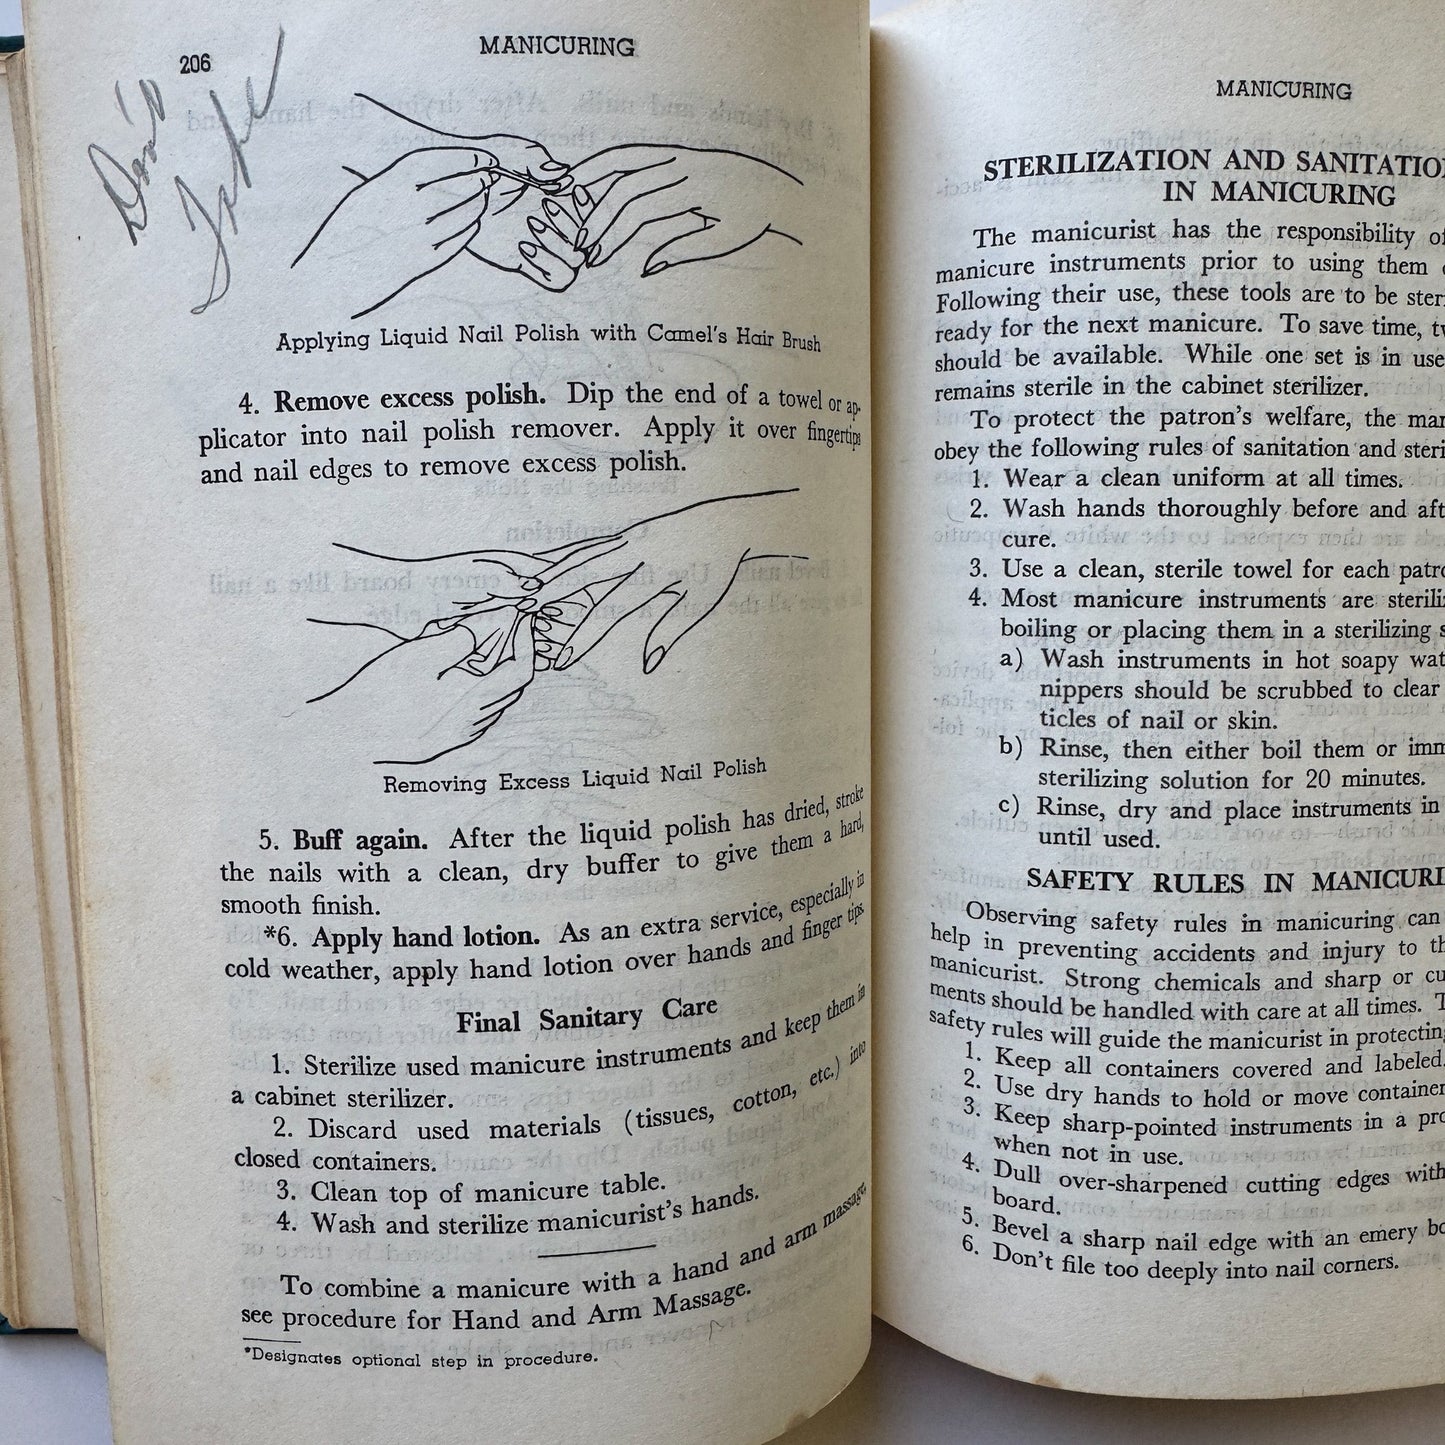 206
MANICURING
Applying Liquid Nail Polish with Camel's Hair Brush
4. Remove excess polish. Dip the end of a towel or ap-
plicator into nail polish remover. Apply it over fingertips
and nail edges to remove excess polish.
Removing Excess Liquid Nail Polish
5. Buff again. After the liquid polish has dried, stroke
the nails with a clean, dry buffer to give them a hard,
smooth finish.
*6. Apply hand lotion. As an extra service, especially in
cold weather, apply hand lotion over hands and finger tips.
Final Sanitary Care
1. Sterilize used manicure instruments and keep them in
a cabinet sterilizer.
2. Discard used materials (tissues, cotton, etc.) into
closed containers.
3. Clean top of manicure table.
4. Wash and sterilize manicurist's hands.
To combine a manicure with a hand and arm massage,
see procedure for Hand and Arm Massage.
*Designates optional step in procedure.
MANICURING
STERILIZATION AND SANITATIO
IN MANICURING
The manicurist has the responsibility of
manicure instruments prior to using them
Following their use, these tools are to be steri
ready for the next manicure. To save time, tw
should be available. While one set is in use
remains sterile in the cabinet sterilizer.
To protect the patron's welfare, the man
obey the following rules of sanitation and steri
1. Wear a clean uniform at all times.
2. Wash hands thoroughly before and aft
cure.
3. Use a clean, sterile towel for each patro
4. Most manicure instruments are steriliz
boiling or placing them in a sterilizing s
a) Wash instruments in hot soapy wat
nippers should be scrubbed to clear
ticles of nail or skin.
b) Rinse, then either boil them or imm
sterilizing solution for 20 minutes.
c) Rinse, dry and place instruments in
until used.
SAFETY RULES IN MANICURI
Observing safety rules in manicuring can
help in preventing accidents and injury to th
manicurist. Strong chemicals and sharp or cu
ments should be handled with care at all times. T
safety rules will guide the manicurist in protecting
1. Keep all containers covered and labeled.
2. Use dry hands to hold or move container
3. Keep sharp-pointed instruments in a pro
when not in use.
4. Dull over-sharpened cutting edges with
board.
5. Bevel a sharp nail edge with an emery bo
6. Don't file too deeply into nail corners.